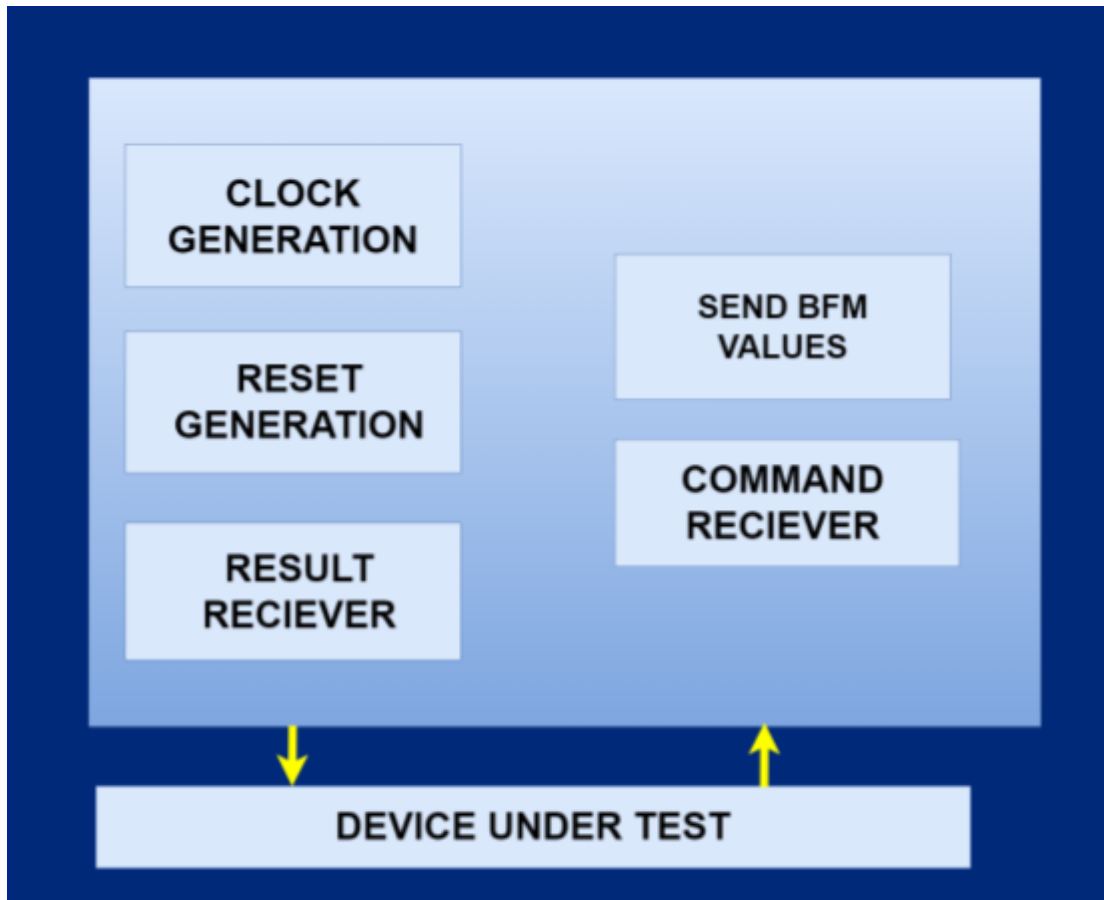 CLOCK
GENERATION
RESET
GENERATION
RESULT
RECIEVER
SEND BFM
VALUES
COMMAND
RECIEVER
DEVICE UNDER TEST